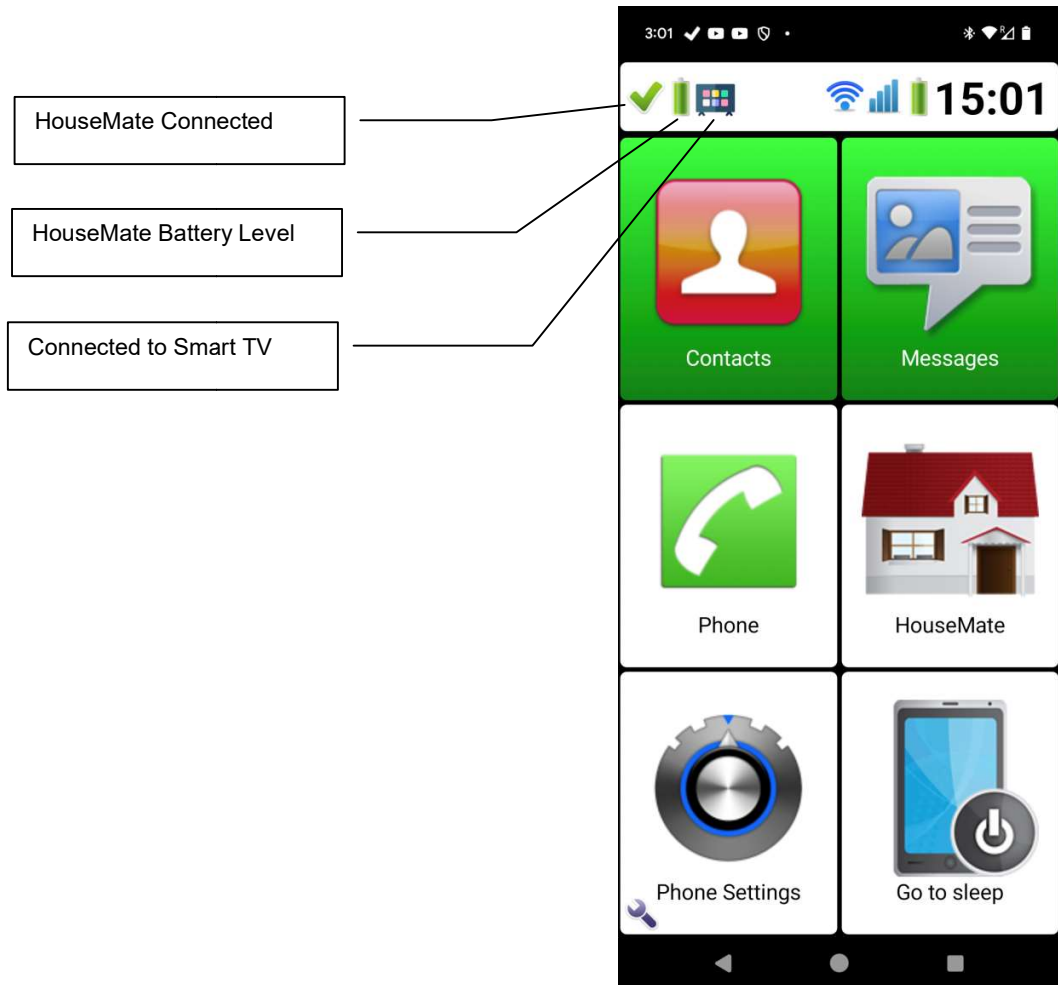 3:01
15:01
HouseMate Connected
HouseMate Battery Level
Connected to Smart TV
Contacts
Messages
Phone
HouseMate
Phone Settings
Go to sleep